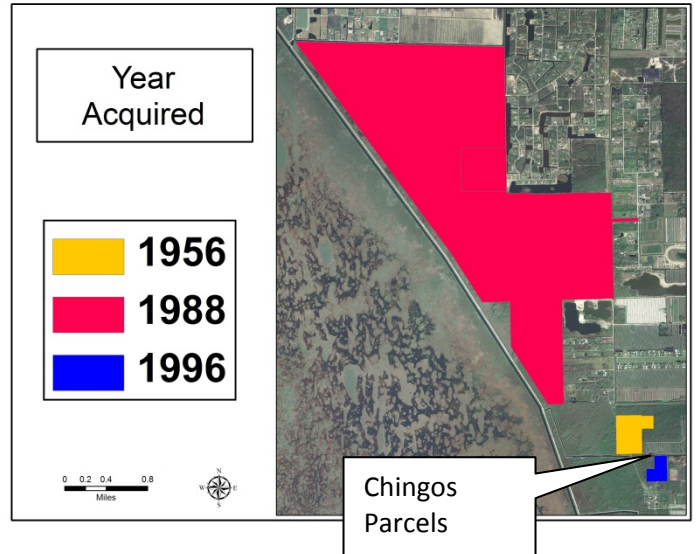 Year
Acquired
1956
1988
1996
0 0.2 0.4 0.8
Miles
N
W E
S
Chingos
Parcels